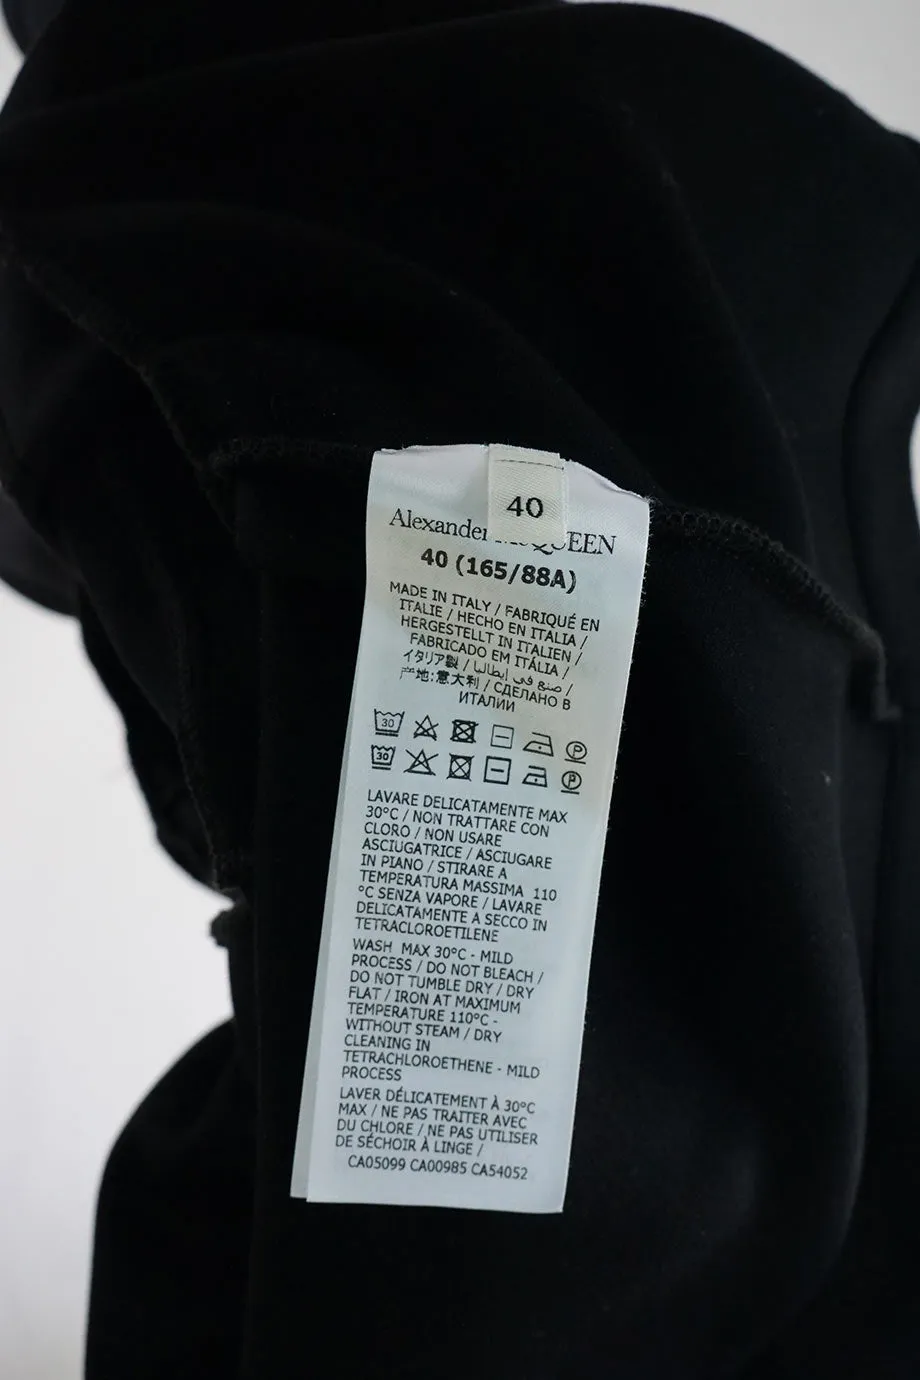 40
Alexander McQUEEN
40 (165/88A)
MADE IN ITALY / FABRIQUÉ EN
ITALIE / HECHO EN ITALIA /
HERGESTELLT IN ITALIEN /
FABRICADO EM ITÁLIA /
イタリア製 / صنع في إيطاليا /
产地:意大利 / СДЕЛАНО В
ИТАЛИИ
30 P
30 P
LAVARE DELICATAMENTE MAX
30°C / NON TRATTARE CON
CLORO / NON USARE
ASCIUGATRICE / ASCIUGARE
IN PIANO / STIRARE A
TEMPERATURA MASSIMA 110
°C SENZA VAPORE / LAVARE
DELICATAMENTE A SECCO IN
TETRACLOROETILENE
WASH MAX 30°C - MILD
PROCESS / DO NOT BLEACH /
DO NOT TUMBLE DRY / DRY
FLAT / IRON AT MAXIMUM
TEMPERATURE 110°C -
WITHOUT STEAM / DRY
CLEANING IN
TETRACHLOROETHENE - MILD
PROCESS
LAVER DÉLICATEMENT À 30°C
MAX / NE PAS TRAITER AVEC
DU CHLORE / NE PAS UTILISER
DE SÉCHOIR À LINGE /
CA05099 CA00985 CA54052